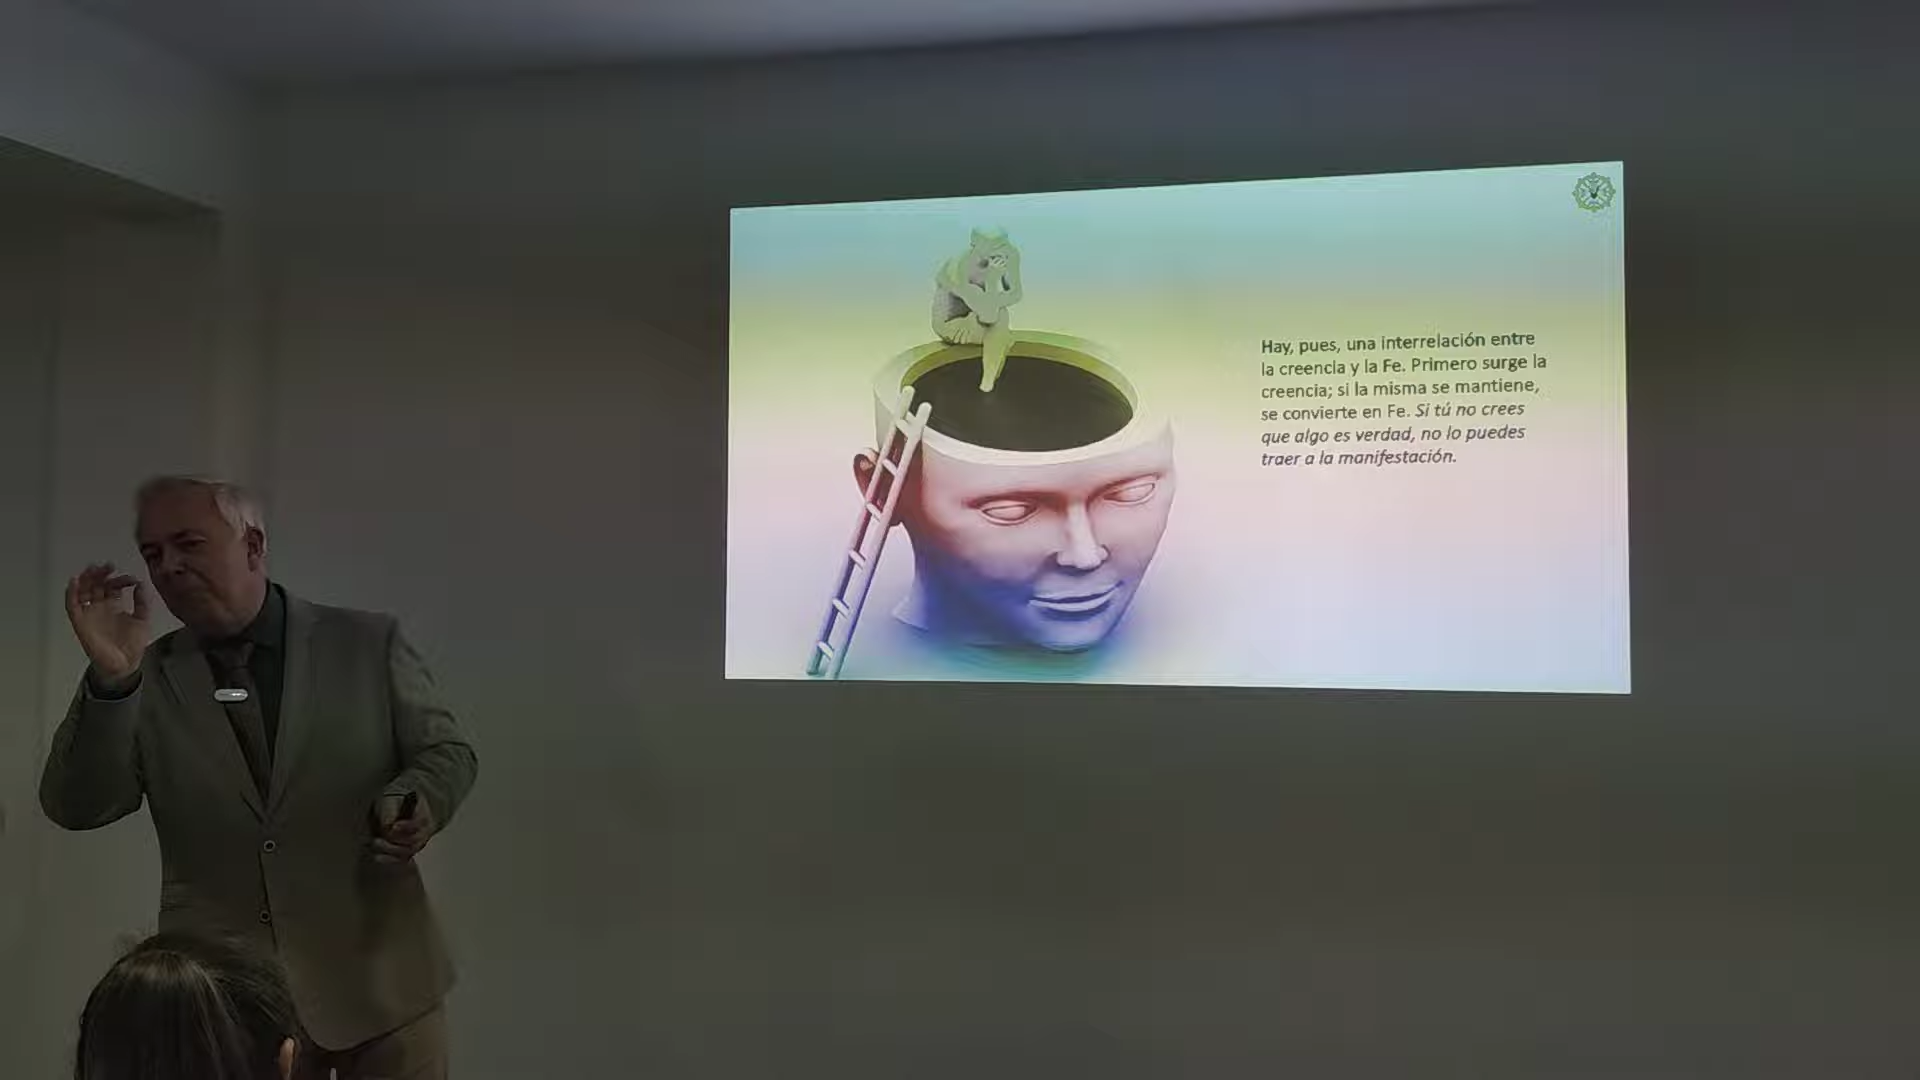 Hay, pues, una interrelación entre
la creencia y la Fe. Primero surge la
creencia; si la misma se mantiene,
se convierte en Fe. Si tú no crees
que algo es verdad, no lo puedes
traer a la manifestación.